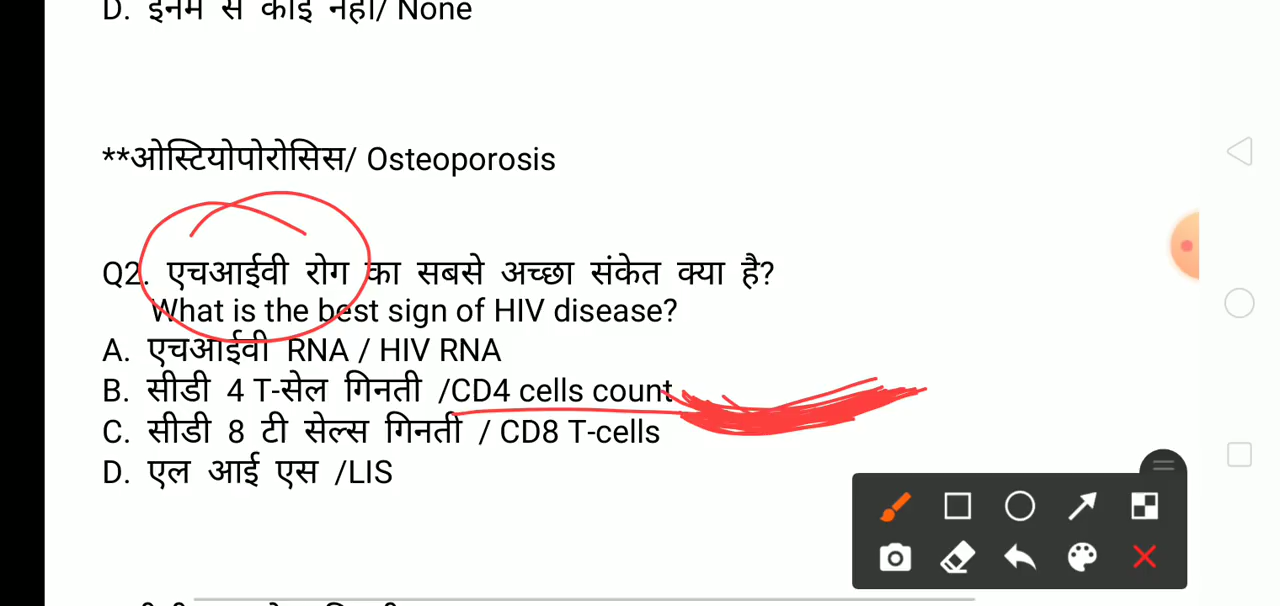 D. इनमें से कोई नहीं/ None
**ओस्टियोपोरोसिस/ Osteoporosis
Q2. एचआईवी रोग का सबसे अच्छा संकेत क्या है?
What is the best sign of HIV disease?
A. एचआईवी RNA / HIV RNA
B. सीडी 4 T-सेल गिनती /CD4 cells count
C. सीडी 8 टी सेल्स गिनती / CD8 T-cells
D. एल आई एस /LIS